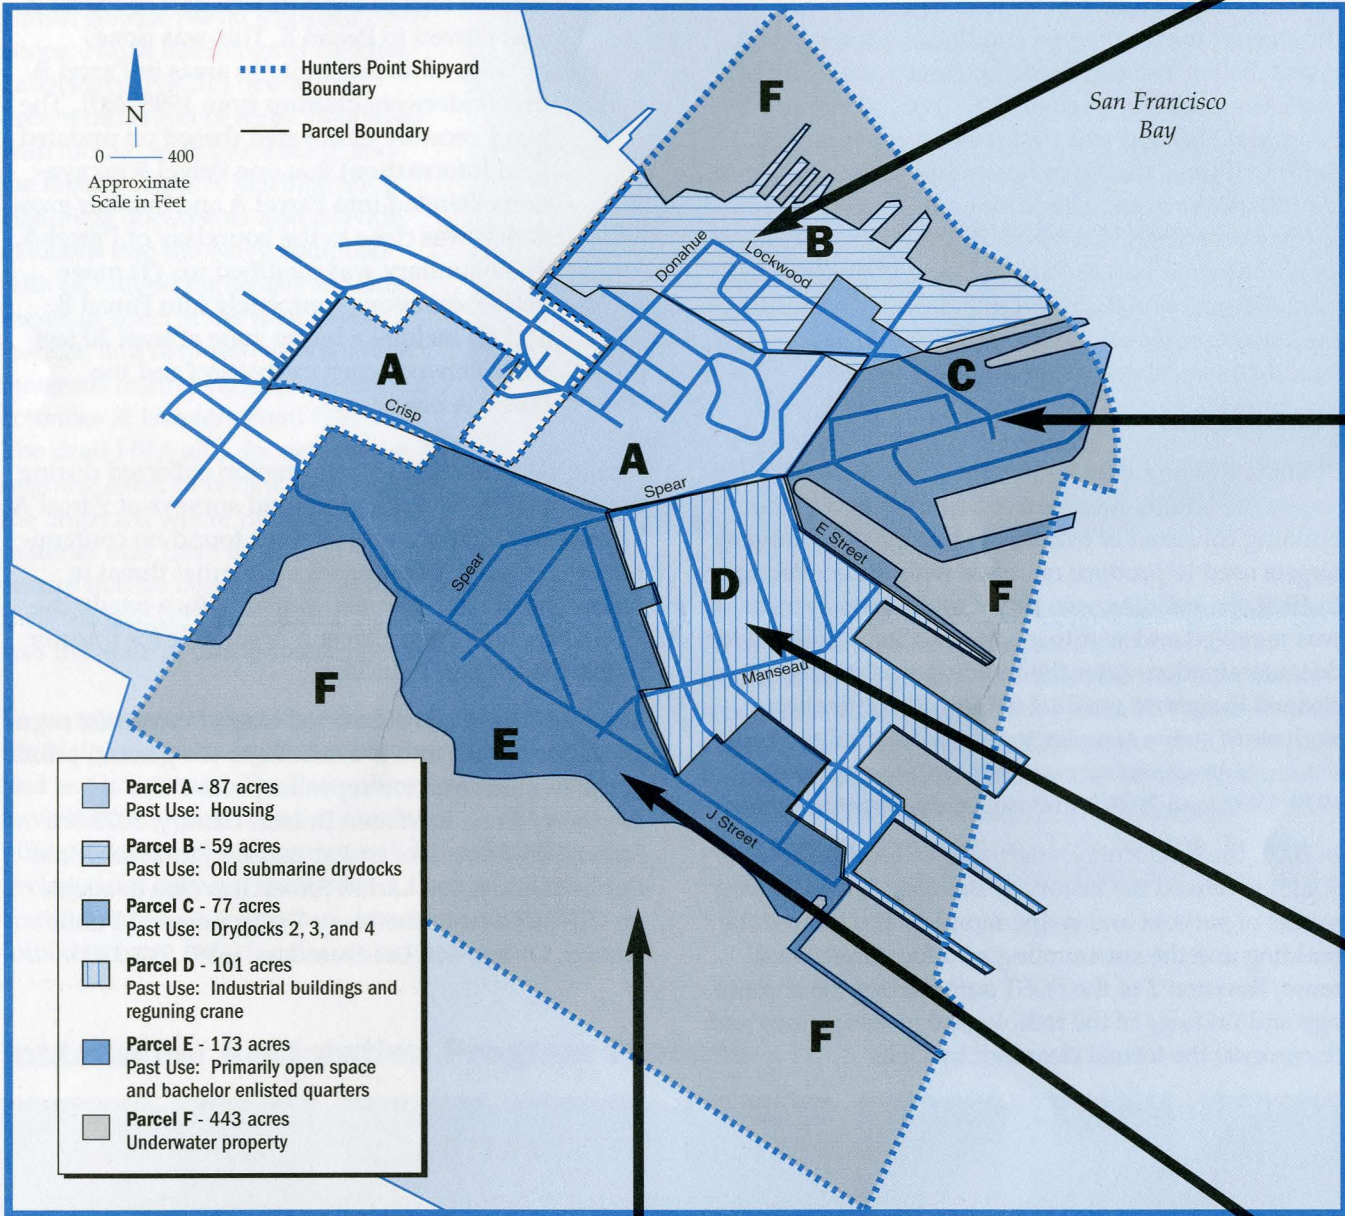 Hunters Point Shipyard
Boundary
Parcel Boundary
N
0 400
Approximate
Scale in Feet
San Francisco
Bay
F
B
Donahue
Lockwood
A
C
Crisp
A
Spear
E Street
Spear
D
F
Manseau
F
E
J Street
F
Parcel A - 87 acres
Past Use: Housing
Parcel B - 59 acres
Past Use: Old submarine drydocks
Parcel C - 77 acres
Past Use: Drydocks 2, 3, and 4
Parcel D - 101 acres
Past Use: Industrial buildings and
reguning crane
Parcel E - 173 acres
Past Use: Primarily open space
and bachelor enlisted quarters
Parcel F - 443 acres
Underwater property